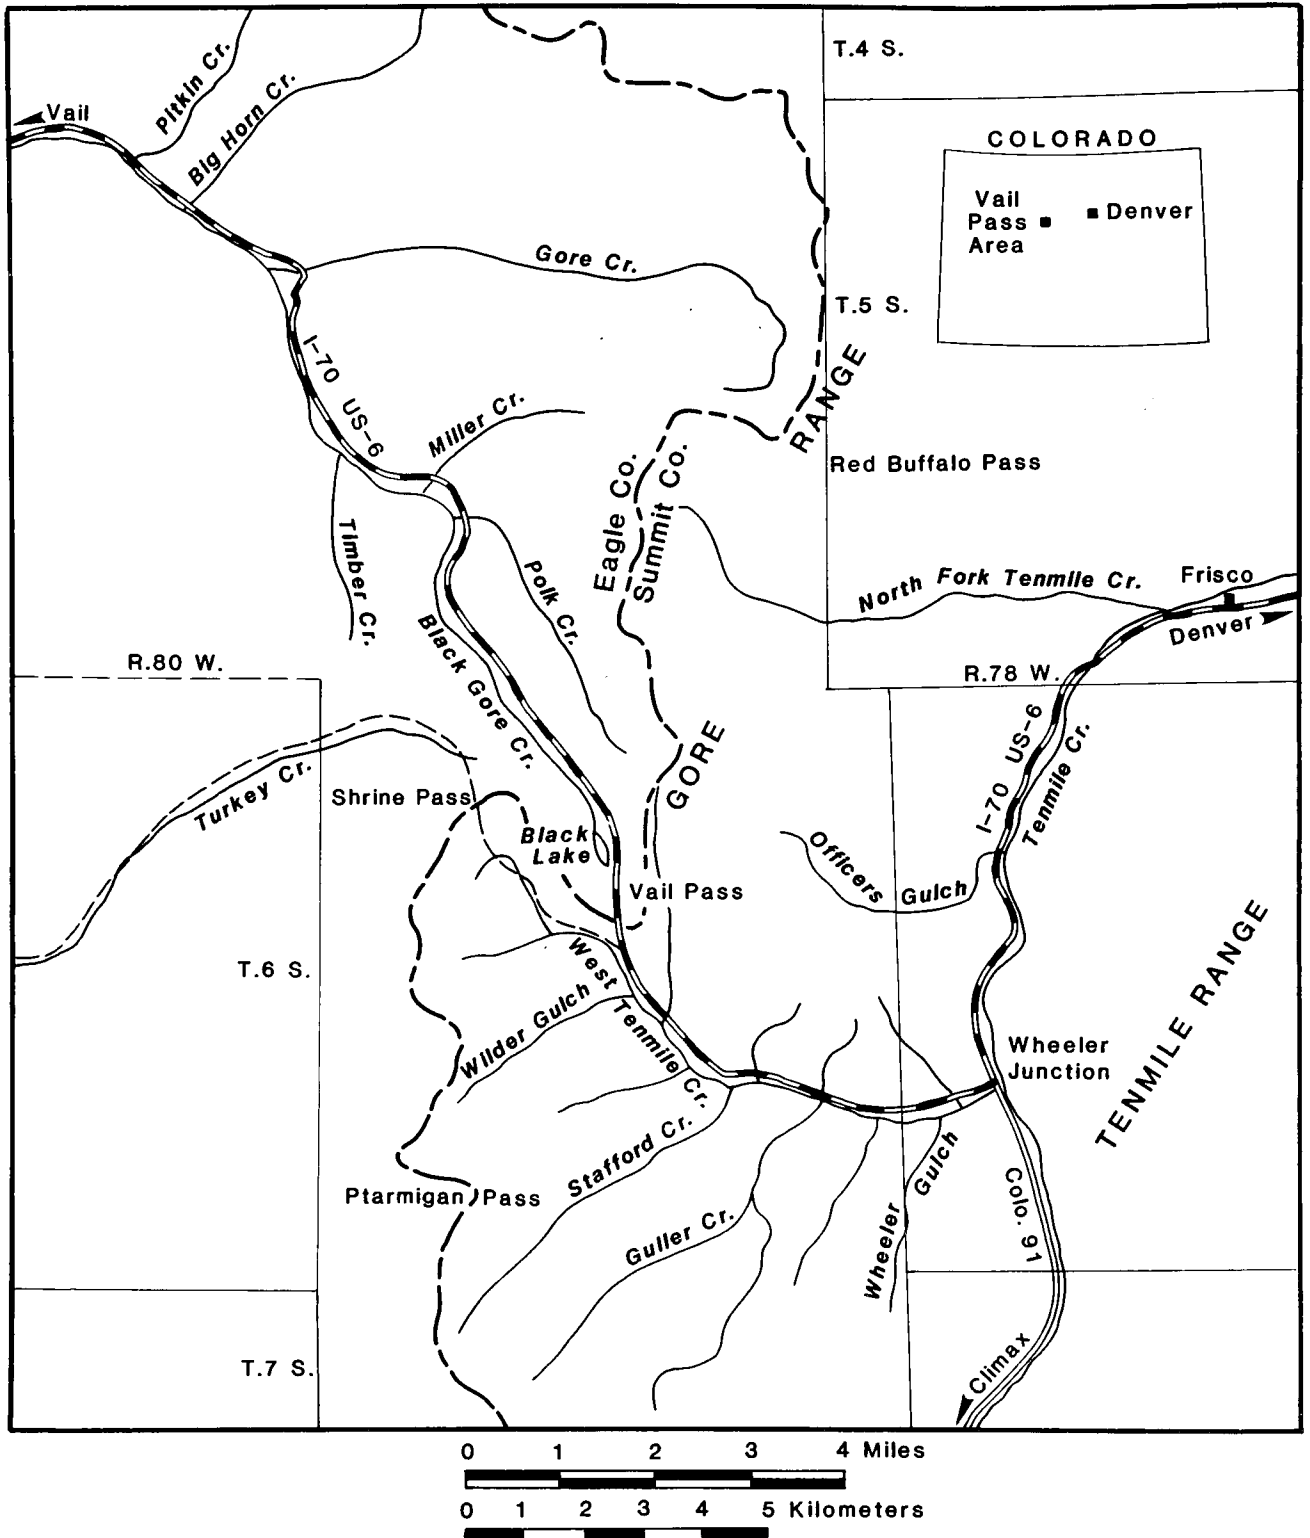 T.4 S.
Pitkin Cr.
Big Horn Cr.
Vail
COLORADO
Vail
Pass
Area
Denver
Gore Cr.
T.5 S.
I-70 US-6
RANGE
Miller Cr.
Red Buffalo Pass
Eagle Co.
Summit Co.
Timber Cr.
Polk Cr.
North Fork Tenmile Cr.
Frisco
Denver
Black Gore Cr.
R.80 W.
R.78 W.
I-70 US-6
Tenmile Cr.
GORE
Turkey Cr.
Shrine Pass
Black
Lake
Officers Gulch
Vail Pass
T.6 S.
West Tenmile Cr.
Wilder Gulch
TENMILE RANGE
Wheeler
Junction
Stafford Cr.
Ptarmigan Pass
Guller Cr.
Wheeler Gulch
Colo. 91
T.7 S.
Climax
0 1 2 3 4 Miles
0 1 2 3 4 5 Kilometers